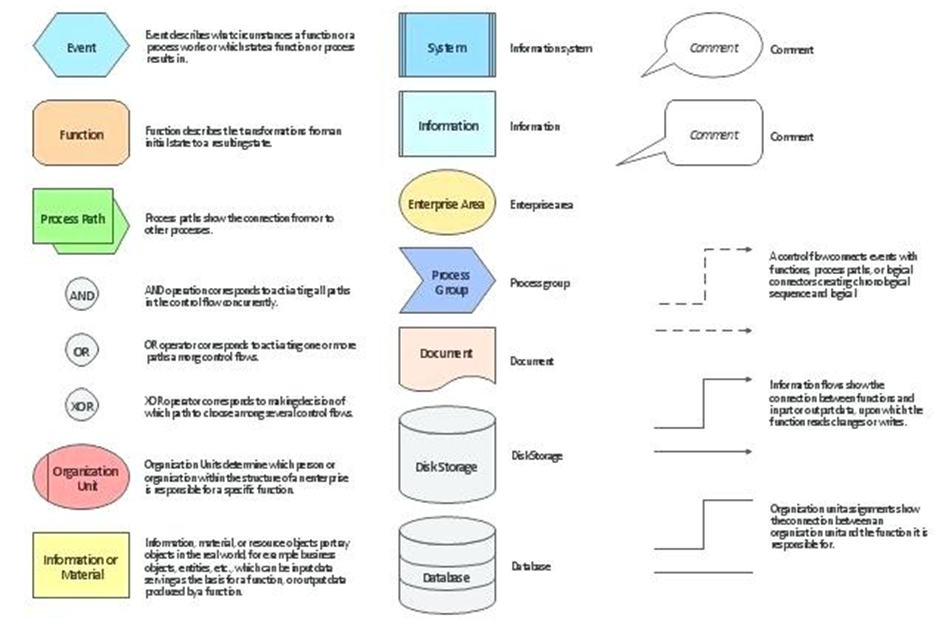 Event
Event describes what circumstances a function or a
process works or which state a function or process
results in.
Function
Function describes the transformations from an
initial state to a resulting state.
Process Path
Process paths show the connection from or to
other processes.
AND
AND operation corresponds to activating all paths
in the control flow concurrently.
OR
OR operator corresponds to activating one or more
paths among control flows.
XOR
XOR operator corresponds to making decision of
which path to choose among several control flows.
Organization
Unit
Organization Units determine which person or
organization within the structure of an enterprise
is responsible for a specific function.
Information or
Material
Information, material, or resource objects portray
objects in the real world, for example business
objects, entities, etc., which can be input data
serving as the basis for a function, or output data
produced by a function.
System
Information system
Information
Information
Enterprise Area
Enterprise area
Process
Group
Process group
Document
Document
Disk Storage
Disk Storage
Database
Database
Comment
Comment
Comment
Comment
A control flow connects events with
functions, process paths, or logical
connectors creating chronological
sequence and logical
Information flows show the
connection between functions and
input or output data, upon which the
function reads changes or writes.
Organization unit assignments show
the connection between an
organization unit and the function it is
responsible for.